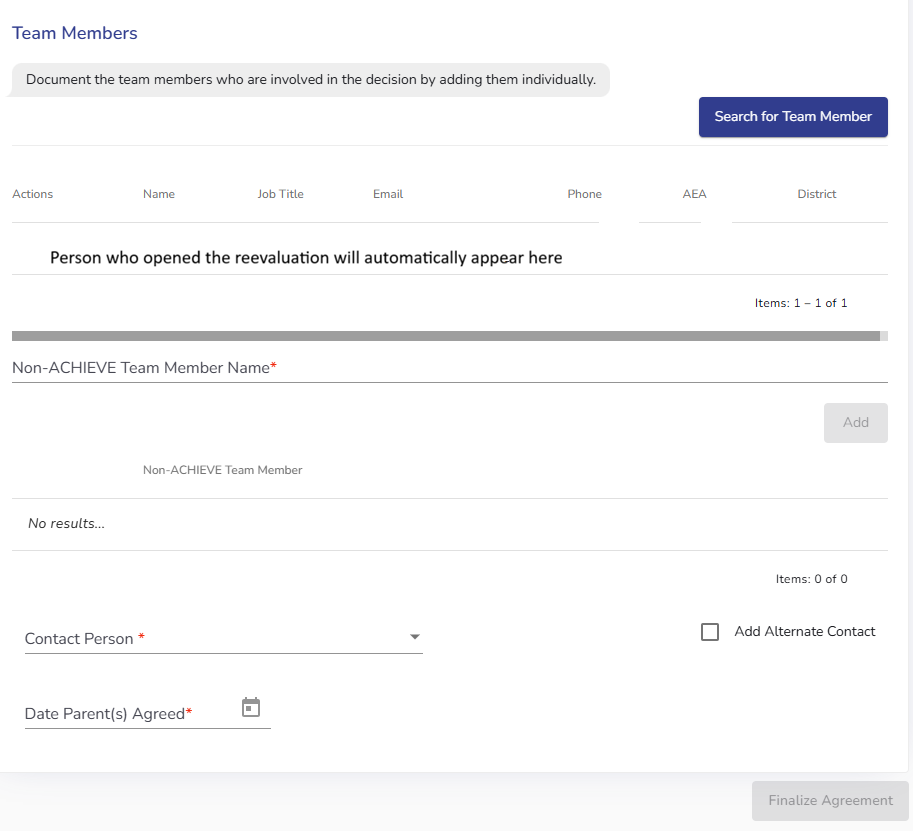 Team Members
Document the team members who are involved in the decision by adding them individually.
Search for Team Member
Actions Name Job Title Email Phone AEA District
Person who opened the reevaluation will automatically appear here
Items: 1 – 1 of 1
Non-ACHIEVE Team Member Name*
Add
Non-ACHIEVE Team Member
No results...
Items: 0 of 0
Contact Person * Add Alternate Contact
Date Parent(s) Agreed*
Finalize Agreement